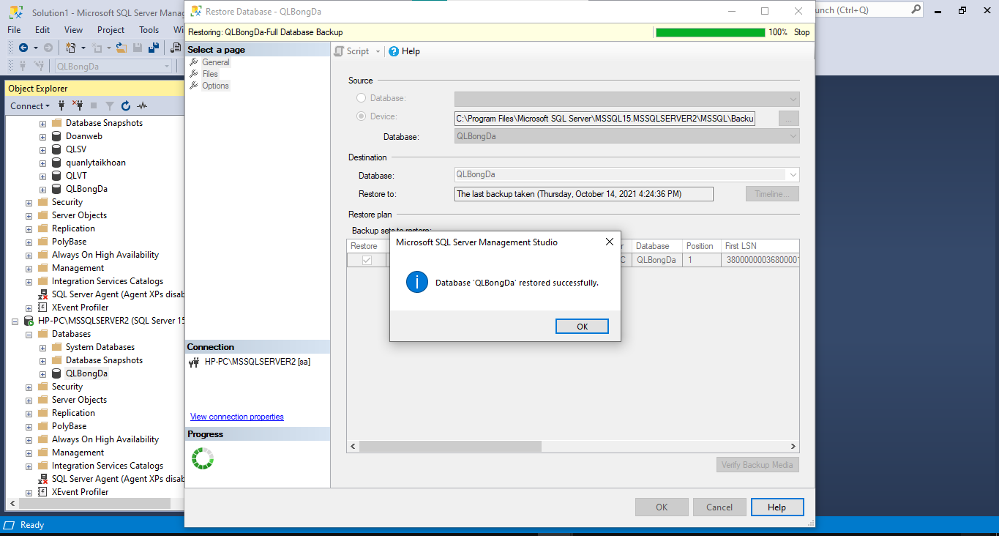 Solution1 - Microsoft SQL Server Manag
unch (Ctrl+Q)
File Edit View Project Tools Wi
QLBongDa
Object Explorer
Connect
Database Snapshots
Doanweb
QLSV
quanlytaikhoan
QLVT
QLBongDa
Security
Server Objects
Replication
PolyBase
Always On High Availability
Management
Integration Services Catalogs
SQL Server Agent (Agent XPs disab
XEvent Profiler
HP-PC\MSSQLSERVER2 (SQL Server 15
Databases
System Databases
Database Snapshots
QLBongDa
Security
Server Objects
Replication
PolyBase
Always On High Availability
Management
Integration Services Catalogs
SQL Server Agent (Agent XPs disab
XEvent Profiler
Ready
Restore Database - QLBongDa
Restoring: QLBongDa-Full Database Backup 100% Stop
Select a page
General
Files
Options
Connection
HP-PC\MSSQLSERVER2 [sa]
View connection properties
Progress
Script Help
Source
Database:
Device: C:\Program Files\Microsoft SQL Server\MSSQL15.MSSQLSERVER2\MSSQL\Backu ...
Database: QLBongDa
Destination
Database: QLBongDa
Restore to: The last backup taken (Thursday, October 14, 2021 4:24:36 PM) Timeline...
Restore plan
Backup sets to restore:
Restore r Database Position First LSN
C QLBongDa 1 3800000003680001
Microsoft SQL Server Management Studio
Database 'QLBongDa' restored successfully.
OK
Verify Backup Media
OK Cancel Help